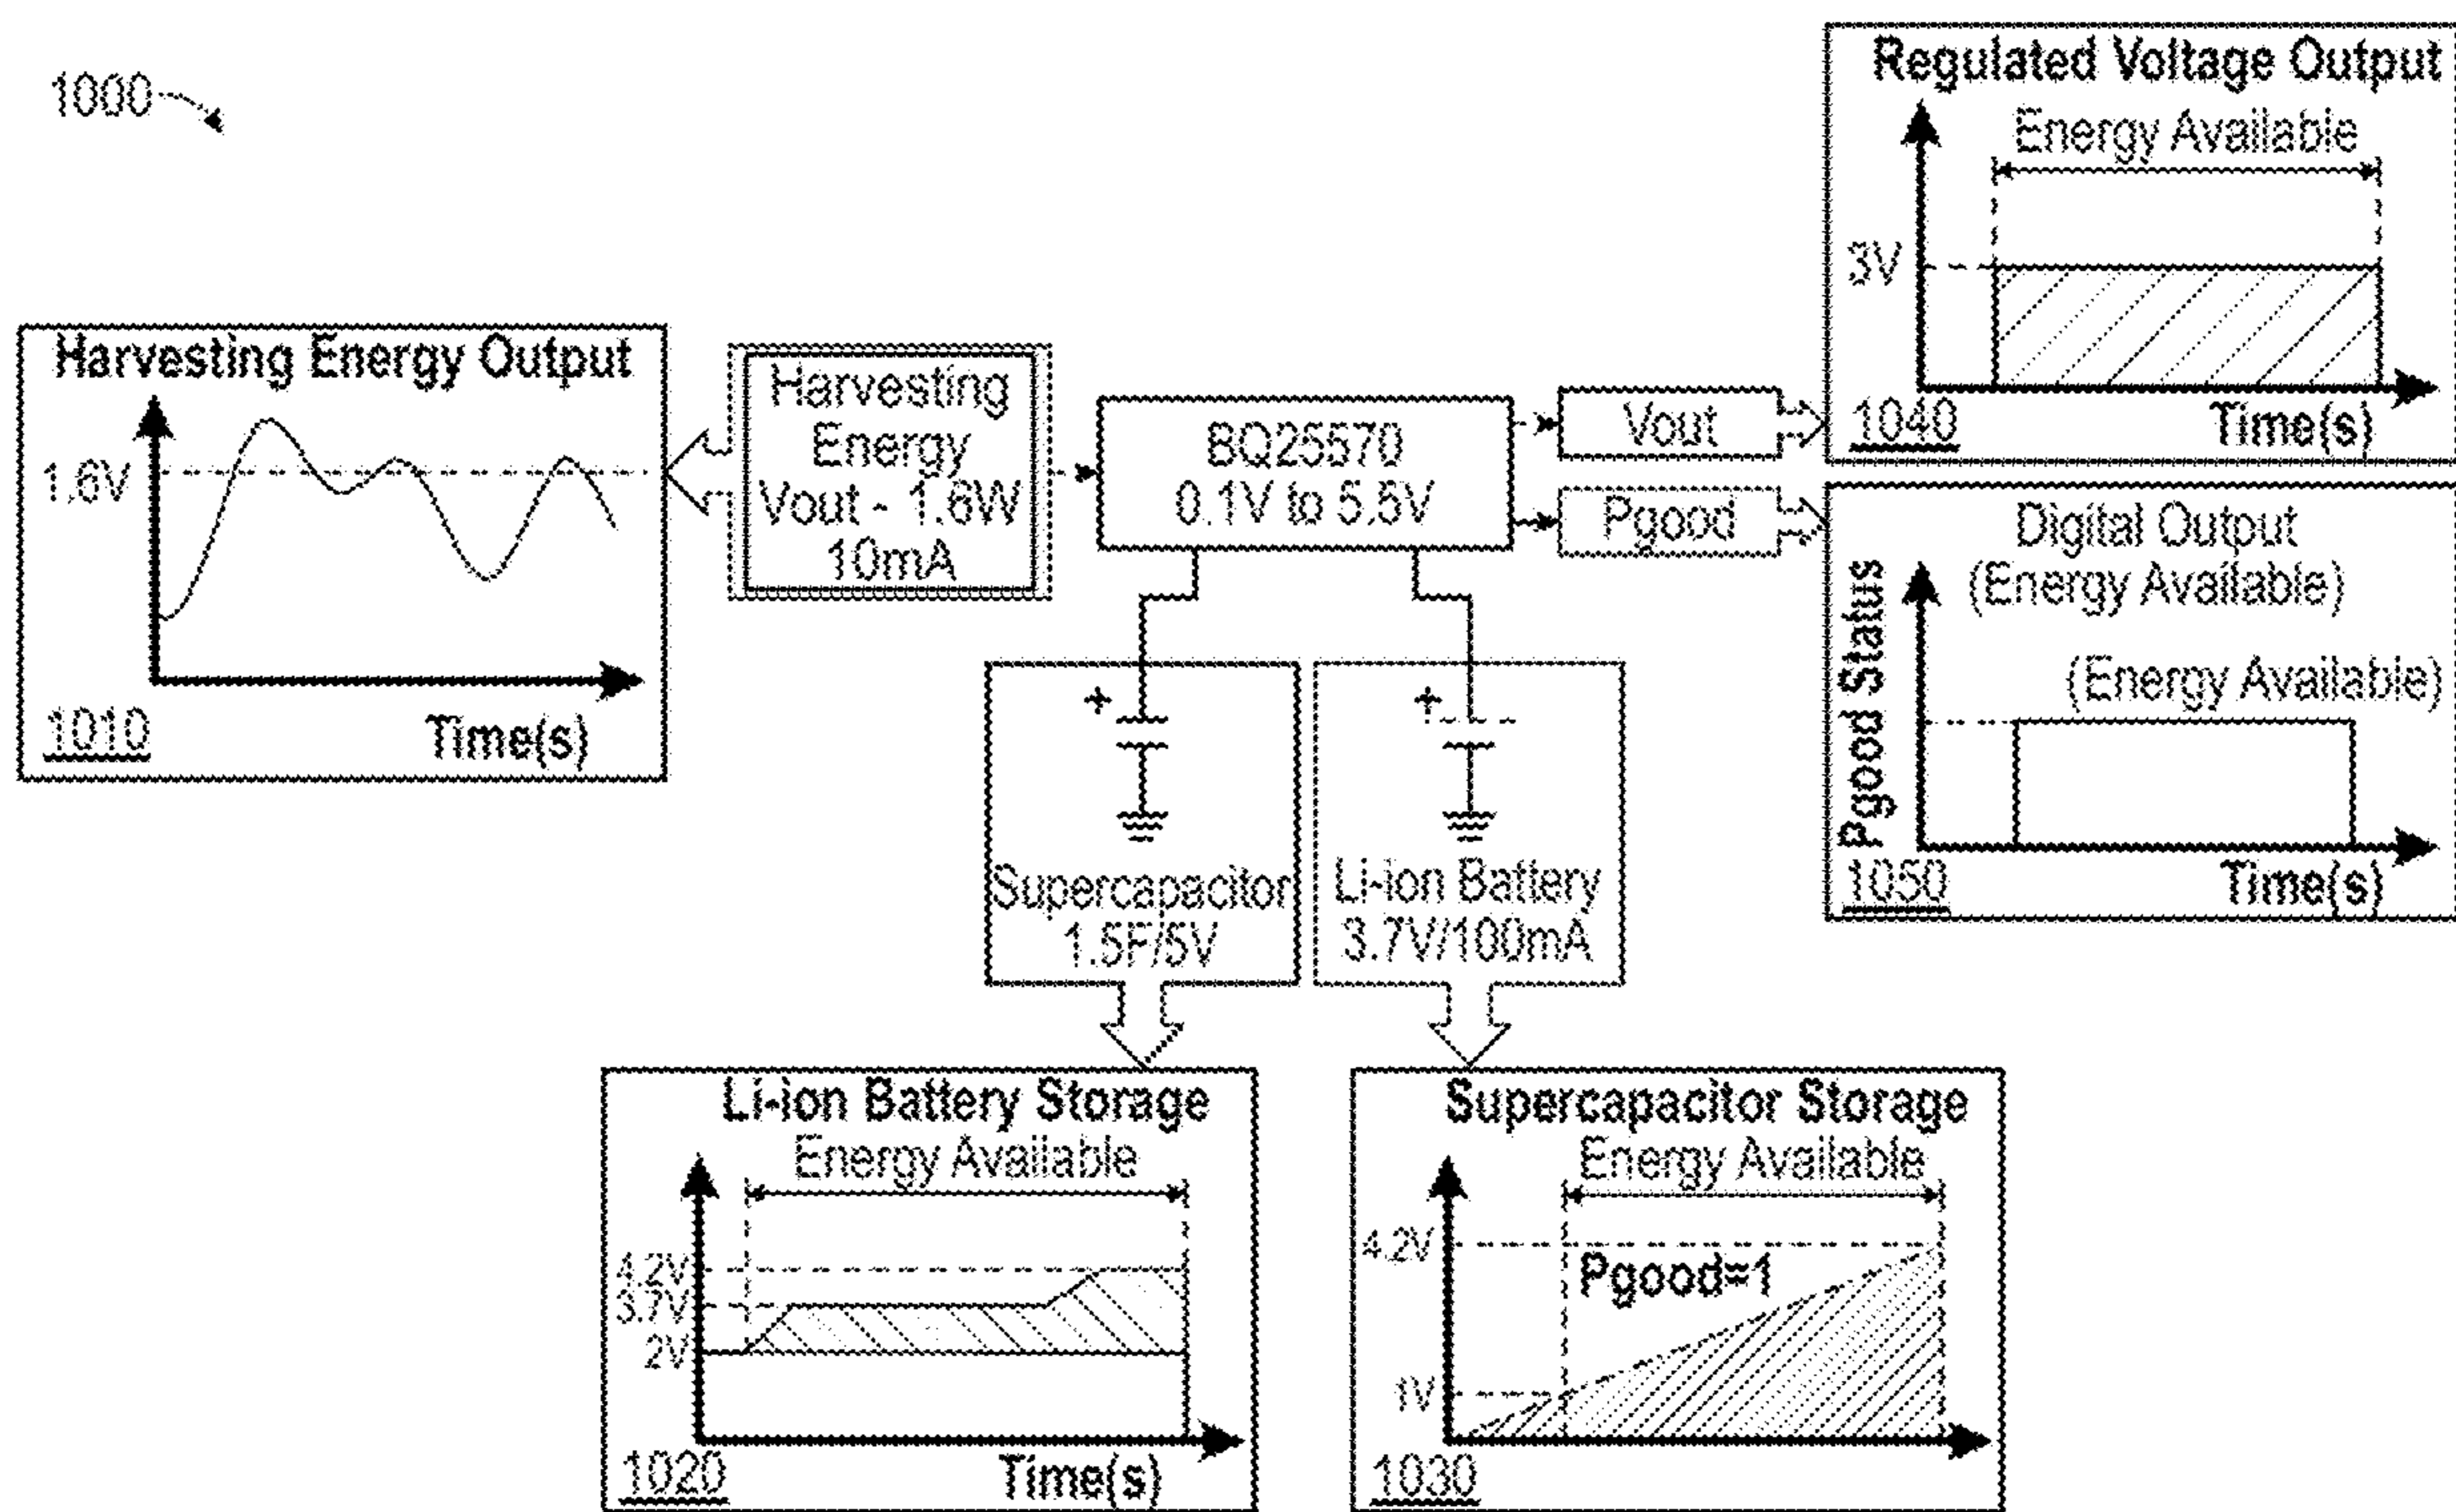 1000
Regulated Voltage Output
Energy Available
3V
1040
Time(s)
Harvesting Energy Output
1.6V
1010
Time(s)
Harvesting
Energy
Vout - 1.6W
10mA
BQ25570
0.1V to 5.5V
Vout
Pgood
Digital Output
(Energy Available)
(Energy Available)
Pgood Status
1050
Time(s)
+
Supercapacitor
1.5F/5V
+
Li-ion Battery
3.7V/100mA
Li-ion Battery Storage
Energy Available
4.2V
3.7V
2V
1020
Time(s)
Supercapacitor Storage
Energy Available
4.2V
Pgood=1
1V
1030